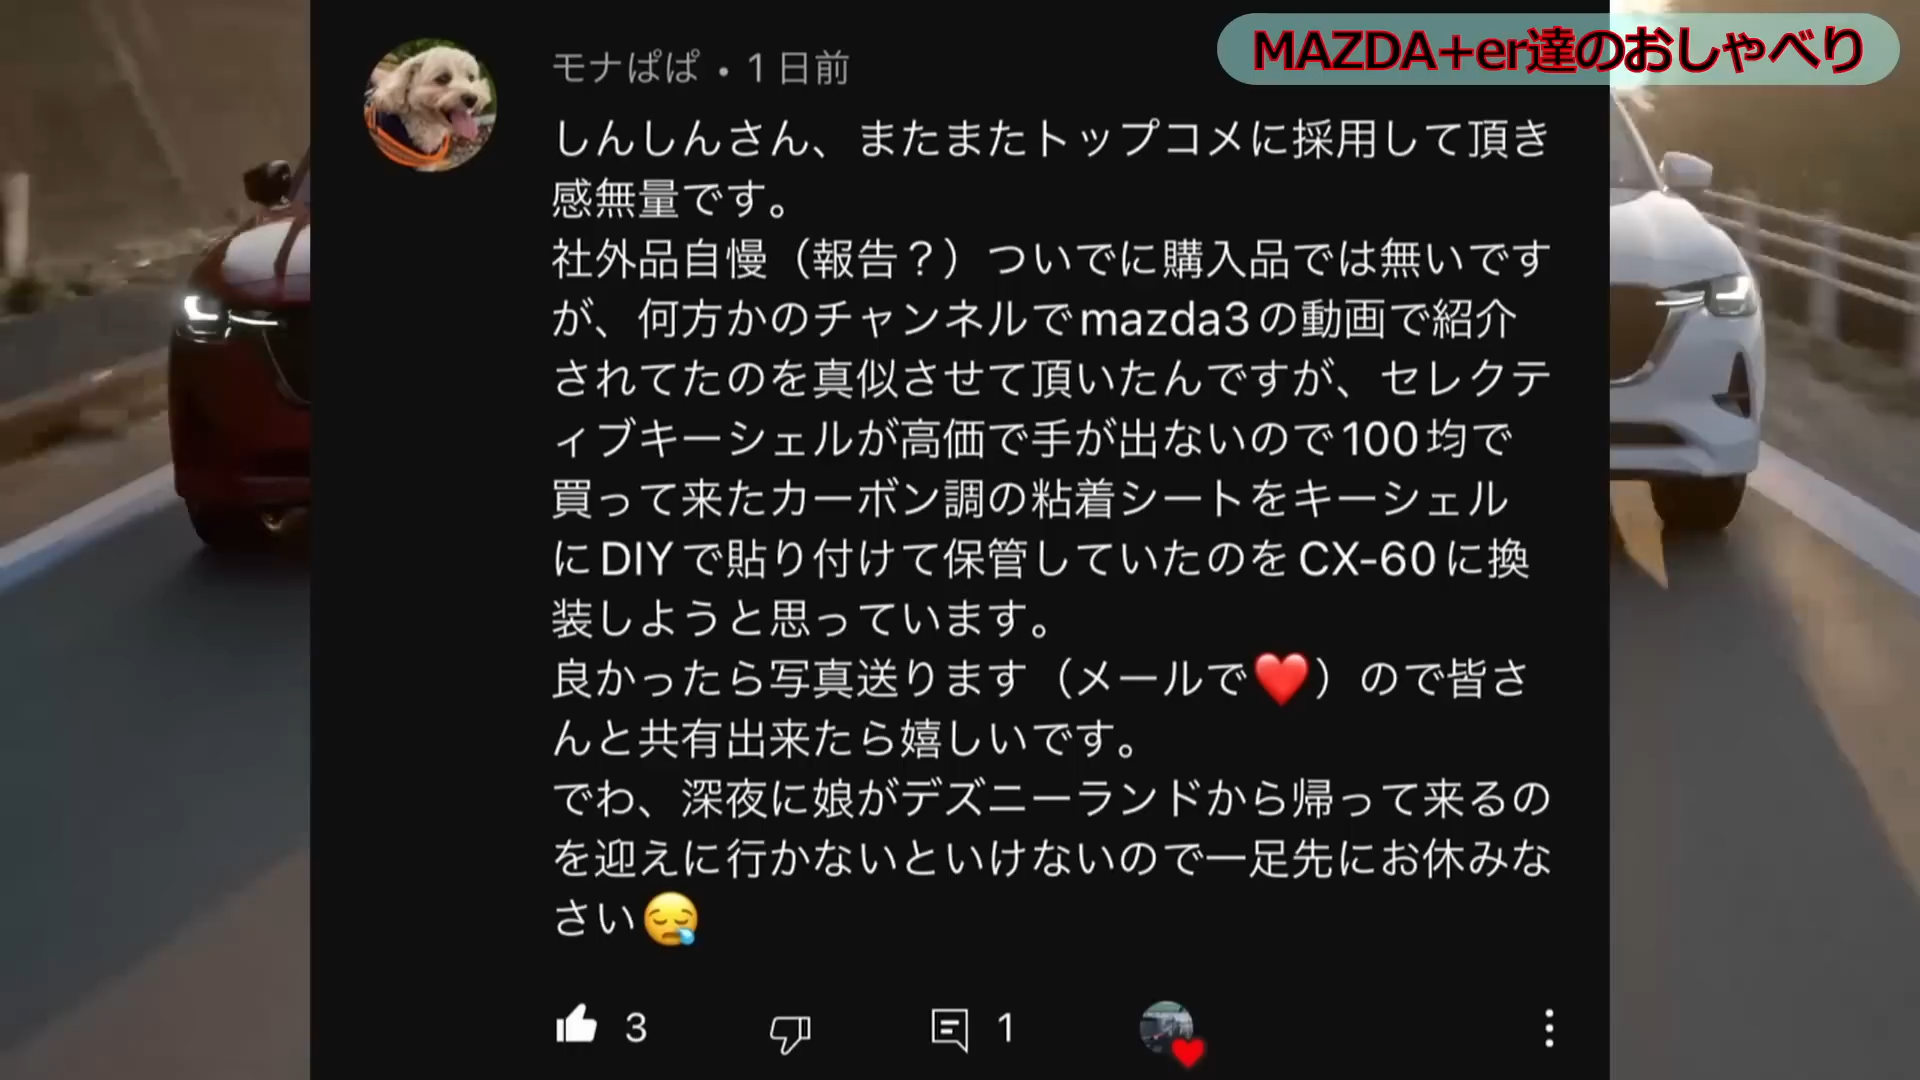 MAZDA+er達のおしゃべり
モナぱぱ・1日前
しんしんさん、またまたトップコメに採用して頂き
感無量です。
社外品自慢（報告？）ついでに購入品では無いです
が、何方かのチャンネルでmazda3の動画で紹介
されてたのを真似させて頂いたんですが、セレクテ
ィブキーシェルが高価で手が出ないので100均で
買って来たカーボン調の粘着シートをキーシェル
にDIYで貼り付けて保管していたのをCX-60に換
装しようと思っています。
良かったら写真送ります（メールで❤️）ので皆さ
んと共有出来たら嬉しいです。
でわ、深夜に娘がデズニーランドから帰って来るの
を迎えに行かないといけないので一足先にお休みな
さい😪
3
1